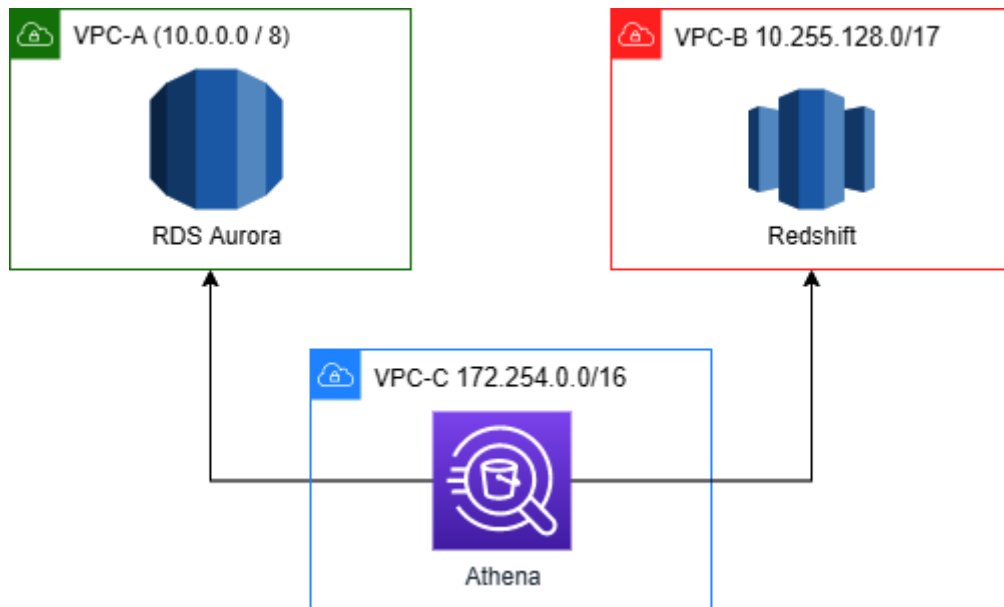 VPC-A (10.0.0.0 / 8)
VPC-B 10.255.128.0/17
RDS Aurora
Redshift
VPC-C 172.254.0.0/16
Athena